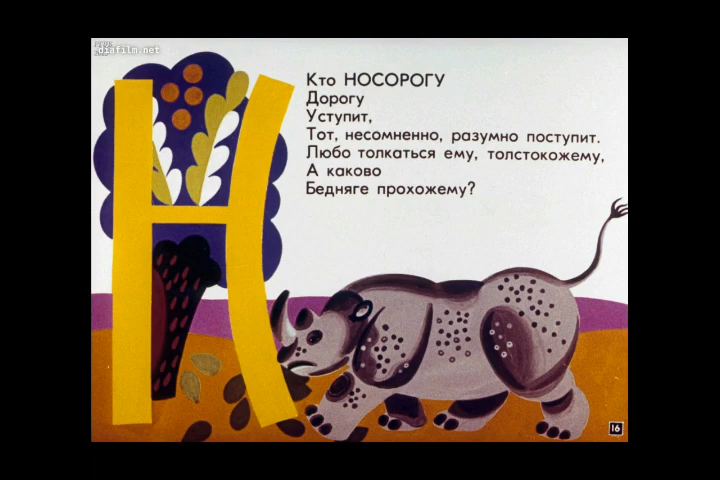 diafilm.net
Кто НОСОРОГУ
Дорогу
Уступит,
Тот, несомненно, разумно поступит.
Любо толкаться ему, толстокожему,
А каково
Бедняге прохожему?
Н
16